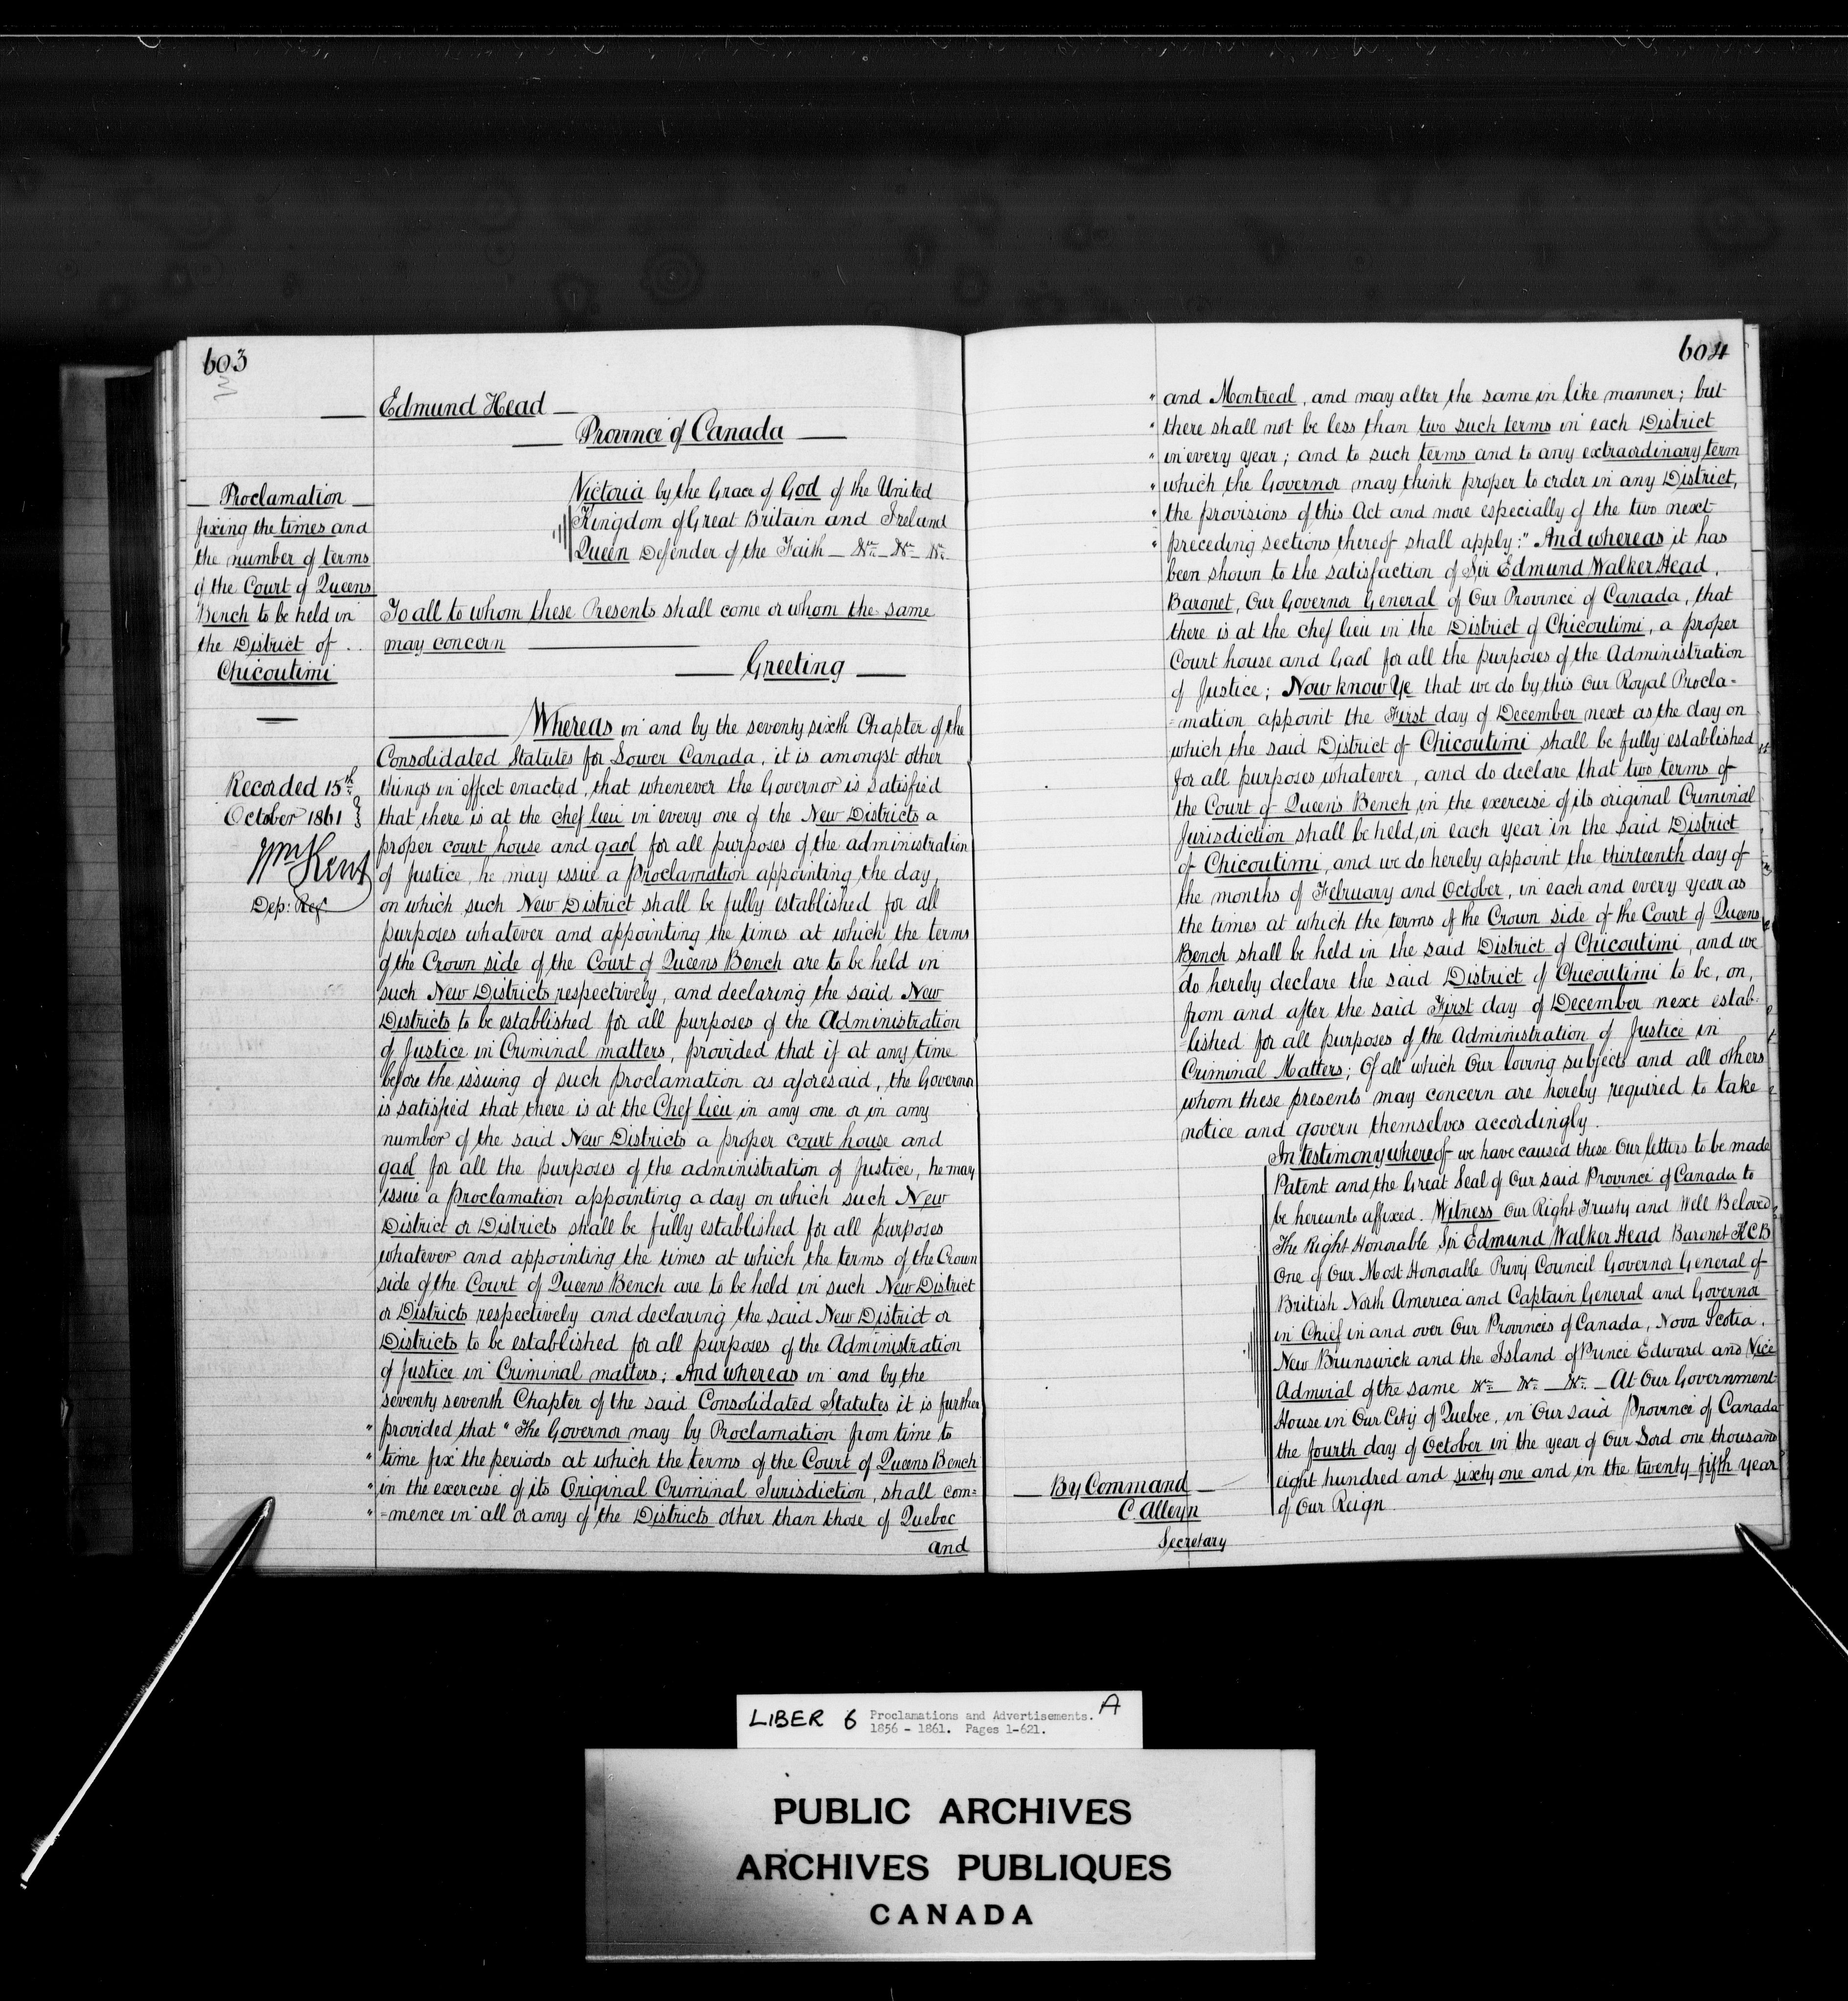 603
Edmund Head
Province of Canada
Proclamation
fixing the times and
the number of terms
of the Court of Queens
Bench to be held in
the District of ..
Chicoutimi
Recorded 15th
October 1861
Wm Kent
Dep: Reg.
Victoria by the Grace of God of the United
Kingdom of Great Britain and Ireland
Queen Defender of the Faith — &c — &c &c
To all to whom these Presents shall come or whom the same
may concern
Greeting
Whereas in and by the seventy sixth Chapter of the
Consolidated Statutes for Lower Canada, it is amongst other
things in effect enacted, that whenever the Governor is satisfied
that there is at the chef lieu in every one of the New Districts a
proper court house and gaol for all purposes of the administration
of Justice, he may issue a Proclamation appointing the day,
on which such New District shall be fully established for all
purposes whatever and appointing the times at which the terms
of the Crown side of the Court of Queens Bench are to be held in
such New Districts respectively, and declaring the said New
Districts to be established for all purposes of the Administration
of Justice in Criminal matters, provided that if at any time
before the issuing of such proclamation as aforesaid, the Governor
is satisfied that there is at the Chef lieu in any one or in any
number of the said New Districts a proper court house and
gaol for all the purposes of the administration of Justice, he may
issue a Proclamation appointing a day on which such New
District or Districts shall be fully established for all purposes
whatever and appointing the times at which the terms of the Crown
side of the Court of Queens Bench are to be held in such New District
or Districts respectively and declaring the said New District or
Districts to be established for all purposes of the Administration
of Justice in Criminal matters; And whereas in and by the
seventy seventh Chapter of the said Consolidated Statutes it is further
" provided that " The Governor may by Proclamation from time to
" time fix the periods at which the terms of the Court of Queens Bench
" in the exercise of its Original Criminal Jurisdiction, shall com=
" =mence in all or any of the Districts other than those of Quebec
and
604
" and Montreal, and may alter the same in like manner; but
" there shall not be less than two such terms in each District
" in every year; and to such terms and to any extraordinary term
" which the Governor may think proper to order in any District,
" the provisions of this Act and more especially of the two next
" preceding sections thereof shall apply:" And whereas it has
been shown to the satisfaction of Sir Edmund Walker Head,
Baronet, Our Governor General of Our Province of Canada, that
there is at the chef lieu in the District of Chicoutimi, a proper
Court house and Gaol for all the purposes of the Administration
of Justice; Now know Ye that we do by this Our Royal Procla=
=mation appoint the First day of December next as the day on
which the said District of Chicoutimi shall be fully established
for all purposes whatever, and do declare that two terms of
the Court of Queen's Bench in the exercise of its original Criminal
Jurisdiction shall be held, in each year in the said District
of Chicoutimi, and we do hereby appoint the thirteenth day of
the months of February and October, in each and every year as
the times at which the terms of the Crown side of the Court of Queens
Bench shall be held in the said District of Chicoutimi, and we
do hereby declare the said District of Chicoutimi to be, on,
from and after the said First day of December next estab=
=lished for all purposes of the Administration of Justice in
Criminal Matters; Of all which Our loving subjects and all others
whom these presents may concern are hereby required to take
notice and govern themselves accordingly.
In testimony whereof we have caused these Our letters to be made
Patent and the Great Seal of Our said Province of Canada to
be hereunto affixed. Witness Our Right Trusty and Well Beloved
The Right Honorable Sir Edmund Walker Head Baronet K.C.B
One of Our Most Honorable Privy Council Governor General of
British North America and Captain General and Governor
in Chief in and over Our Provinces of Canada, Nova Scotia,
New Brunswick and the Island of Prince Edward and Vice
Admiral of the same &c — &c — &c. — At Our Government
House in Our City of Quebec, in Our said Province of Canada
the fourth day of October in the year of Our Lord one thousand
eight hundred and sixty one and in the twenty fifth year
of Our Reign.
By Command
C. Alleyn
Secretary
LIBER 6 Proclamations and Advertisements. A
1856 - 1861. Pages 1-621.
PUBLIC ARCHIVES
ARCHIVES PUBLIQUES
CANADA